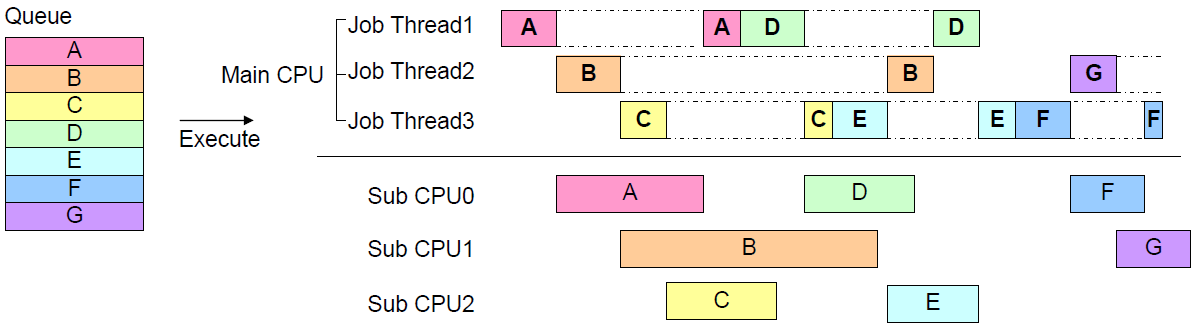 Queue
A
B
C
D
E
F
G
Execute
Main CPU
Job Thread1
A
A
D
D
Job Thread2
B
B
G
Job Thread3
C
C
E
E
F
F
Sub CPU0
A
D
F
Sub CPU1
B
G
Sub CPU2
C
E